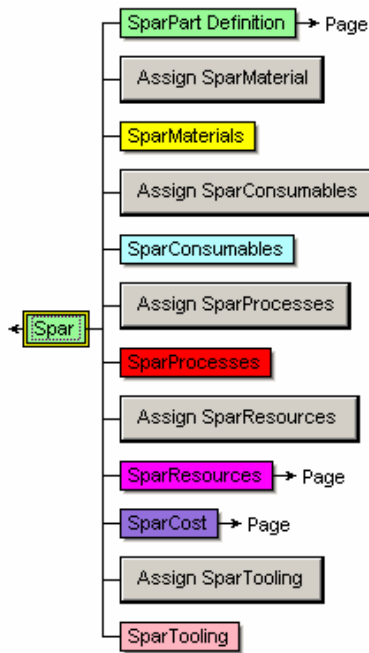 SparPart Definition
Page
Assign SparMaterial
SparMaterials
Assign SparConsumables
SparConsumables
Assign SparProcesses
Spar
SparProcesses
Assign SparResources
SparResources
Page
SparCost
Page
Assign SparTooling
SparTooling